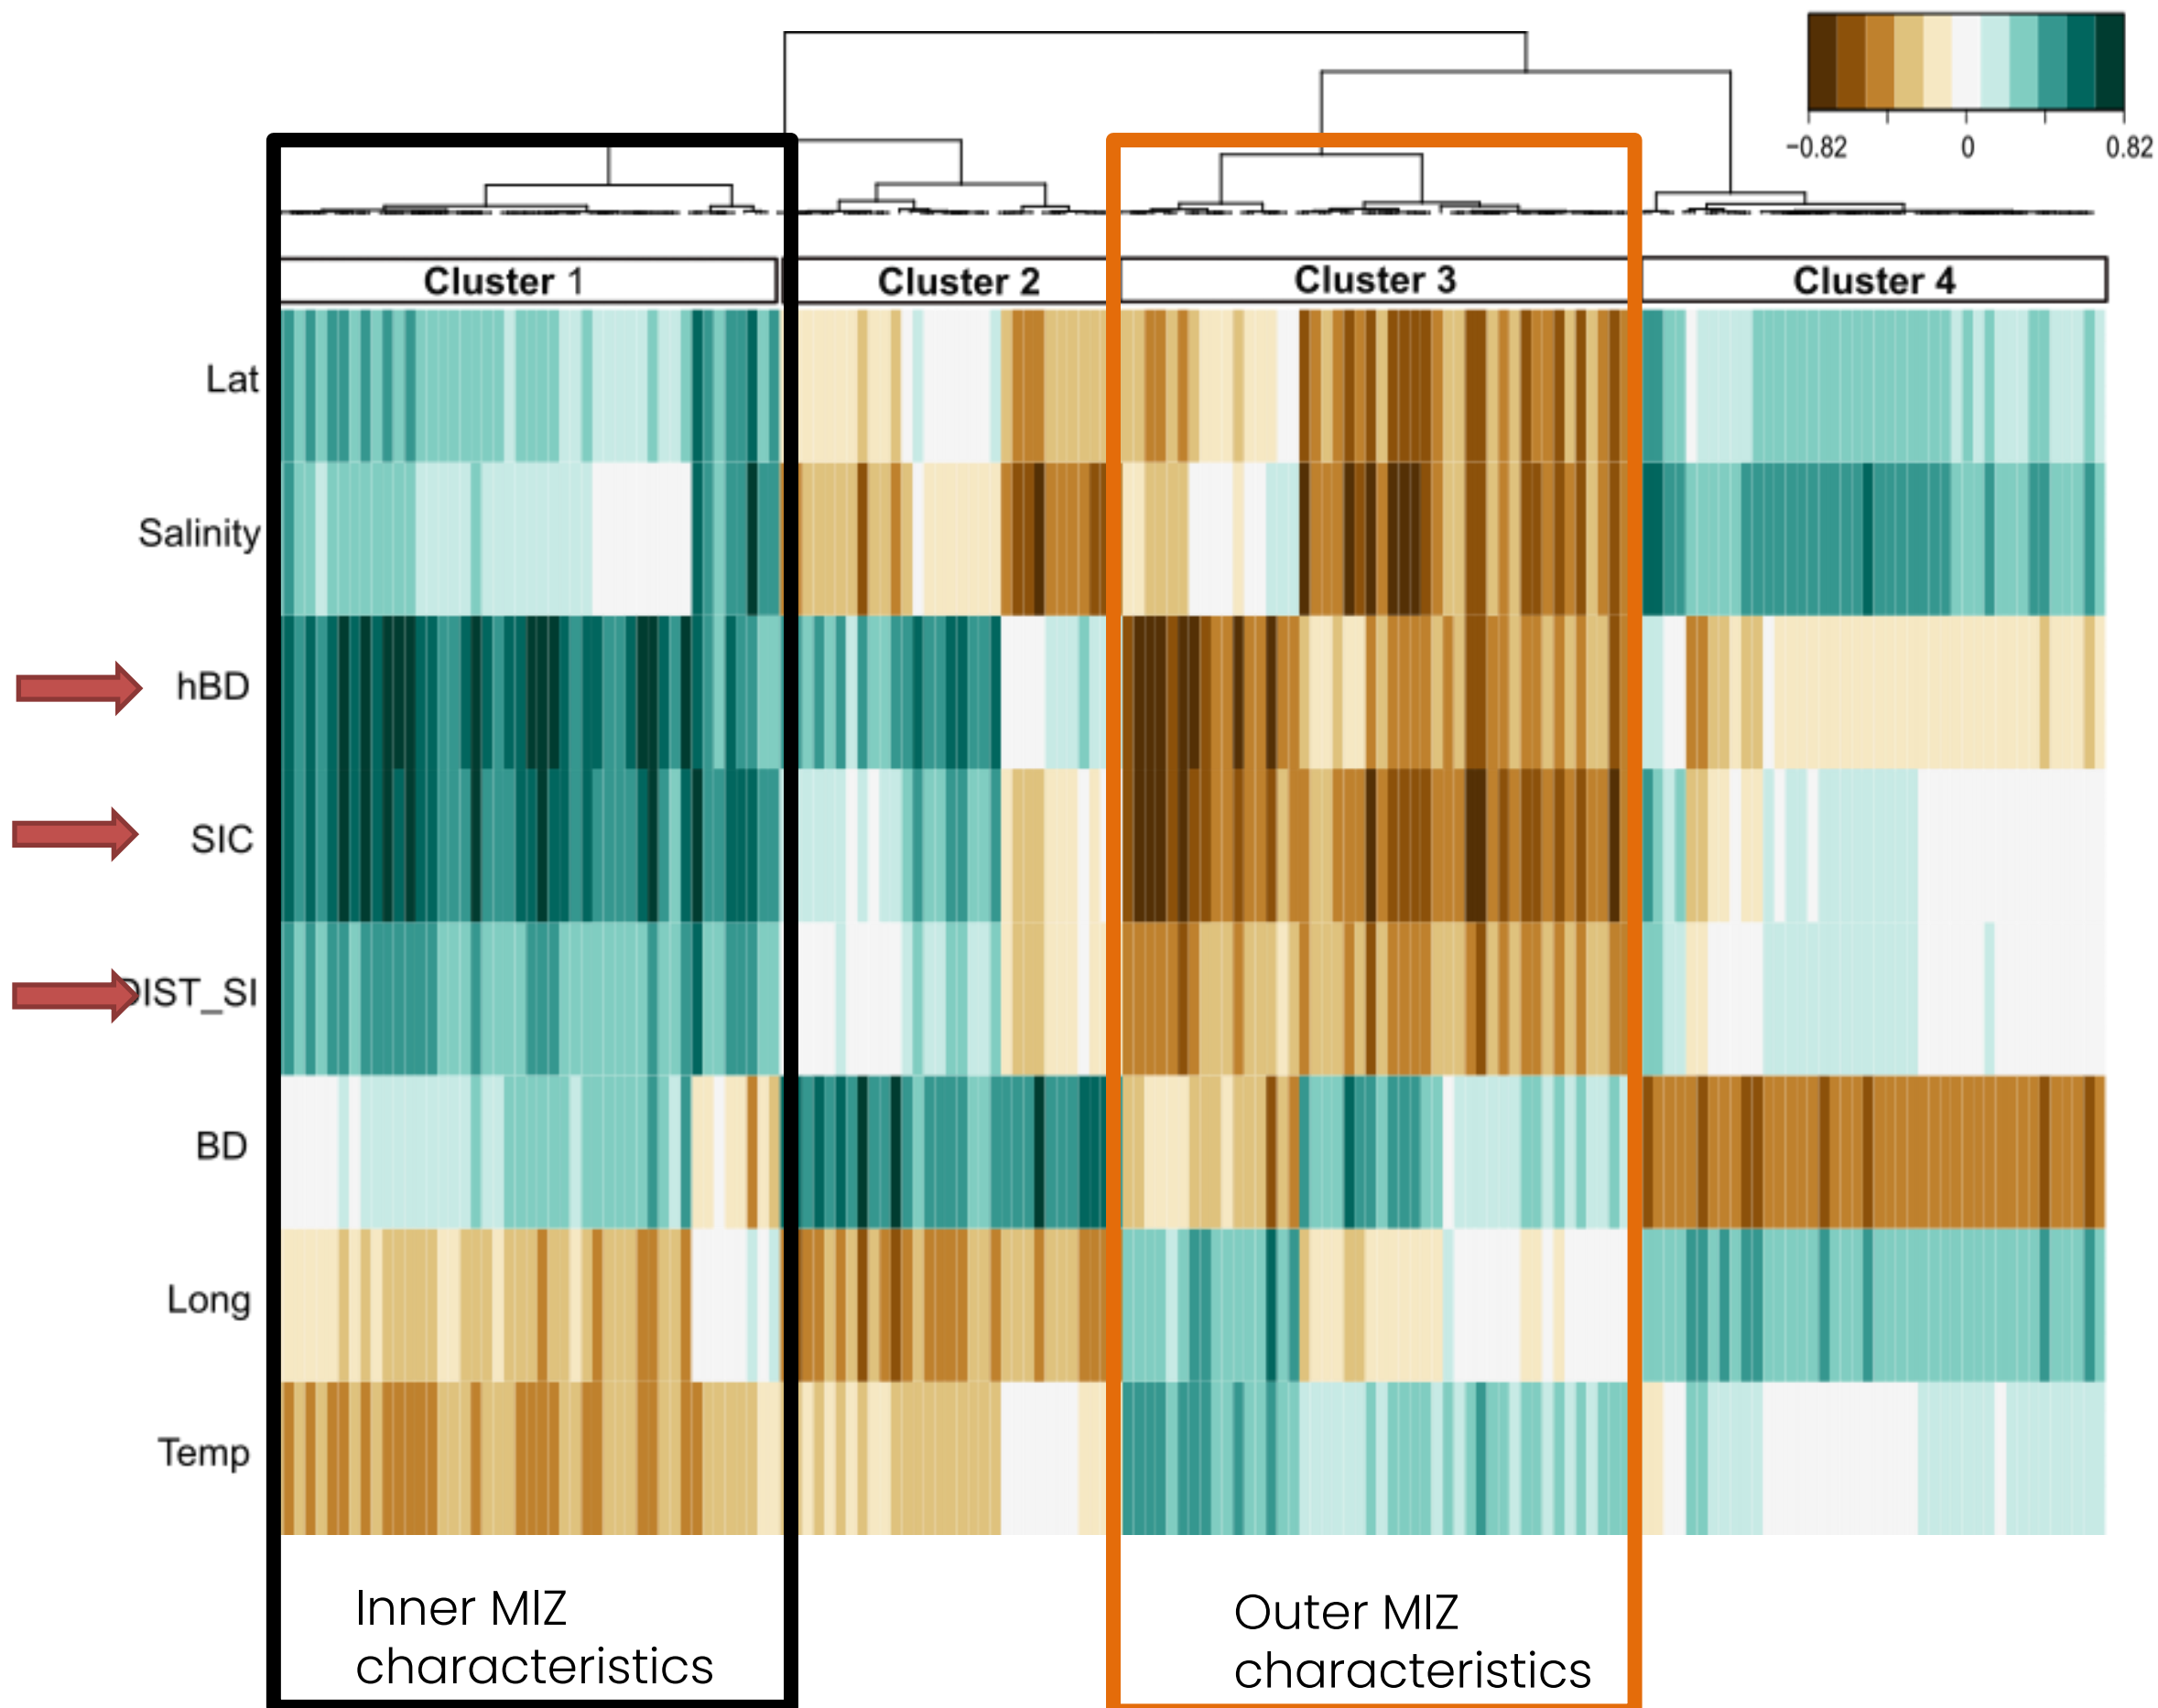 -0.82 0 0.82
Cluster 1 Cluster 2 Cluster 3 Cluster 4
Lat
Salinity
hBD
SIC
DIST_SI
BD
Long
Temp
Inner MIZ
characteristics
Outer MIZ
characteristics